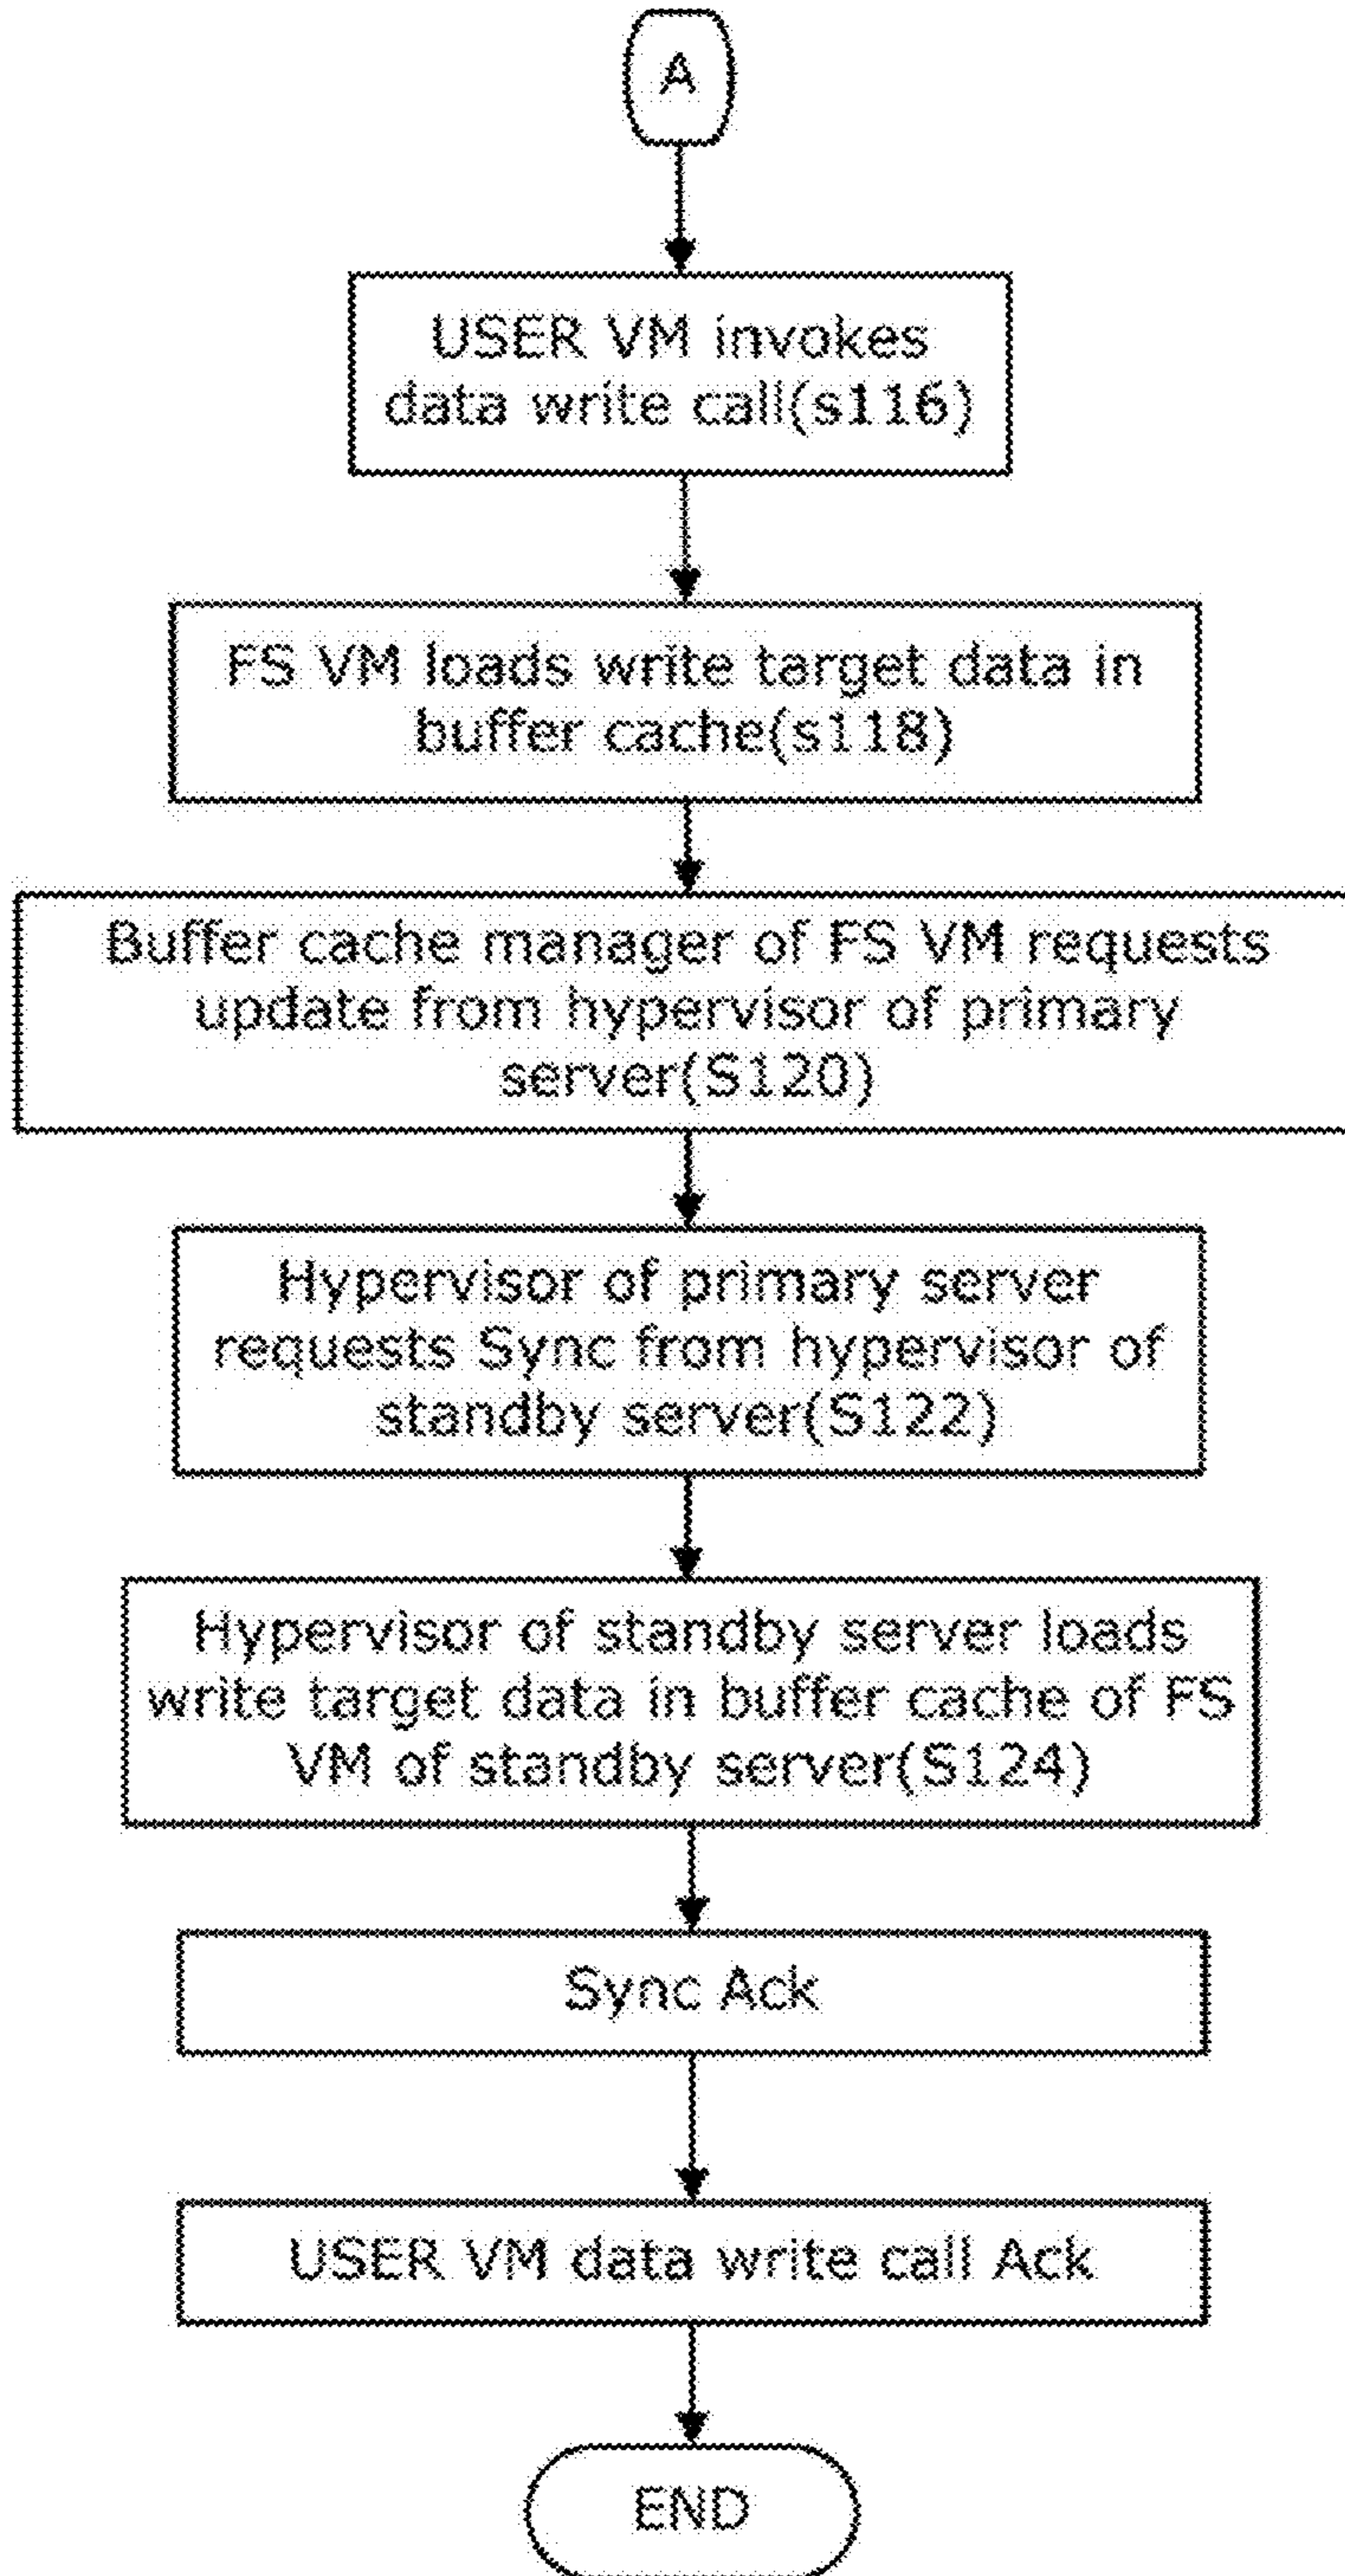 A
USER VM invokes
data write call(s116)
FS VM loads write target data in
buffer cache(s118)
Buffer cache manager of FS VM requests
update from hypervisor of primary
server(S120)
Hypervisor of primary server
requests Sync from hypervisor of
standby server(S122)
Hypervisor of standby server loads
write target data in buffer cache of FS
VM of standby server(S124)
Sync Ack
USER VM data write call Ack
END